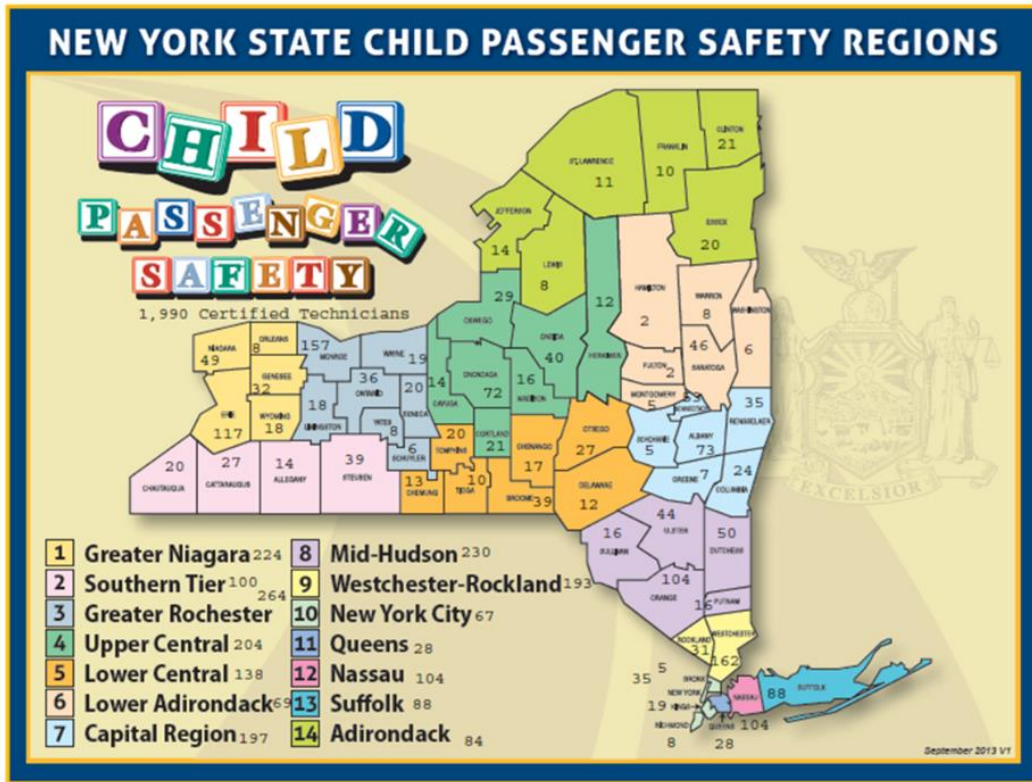 NEW YORK STATE CHILD PASSENGER SAFETY REGIONS
CHILD
PASSENGER
SAFETY
1,990 Certified Technicians
CLINTON
21
FRANKLIN
10
ST. LAWRENCE
11
ESSEX
20
JEFFERSON
14
LEWIS
8
HAMILTON
2
WARREN
8
WASHINGTON
6
29
OSWEGO
12
HERKIMER
ONEIDA
40
46
SARATOGA
FULTON
2
MONTGOMERY
5
NIAGARA
49
ORLEANS
8
157
MONROE
WAYNE
19
GENESEE
32
36
ONTARIO
20
SENECA
14
CAYUGA
ONONDAGA
72
16
MADISON
ERIE
117
WYOMING
18
18
LIVINGSTON
YATES
8
CORTLAND
21
35
RENSSELAER
SCHOHARIE
5
ALBANY
73
6
SCHUYLER
20
TOMPKINS
CHENANGO
17
OTSEGO
27
GREENE 7
24
COLUMBIA
20
CHAUTAUQUA
27
CATTARAUGUS
14
ALLEGANY
39
STEUBEN
13
CHEMUNG
10
TIOGA
BROOME 39
DELAWARE
12
EXCELSIOR
44
ULSTER
16
SULLIVAN
50
DUTCHESS
104
ORANGE
16
PUTNAM
WESTCHESTER
162
ROCKLAND
31
5
BRONX
35
NEW YORK
19
KINGS
RICHMOND
8
QUEENS
28
NASSAU
104
88
SUFFOLK
1 Greater Niagara 224
2 Southern Tier 100
3 Greater Rochester 264
4 Upper Central 204
5 Lower Central 138
6 Lower Adirondack 69
7 Capital Region 197
8 Mid-Hudson 230
9 Westchester-Rockland 193
10 New York City 67
11 Queens 28
12 Nassau 104
13 Suffolk 88
14 Adirondack 84
September 2013 V1